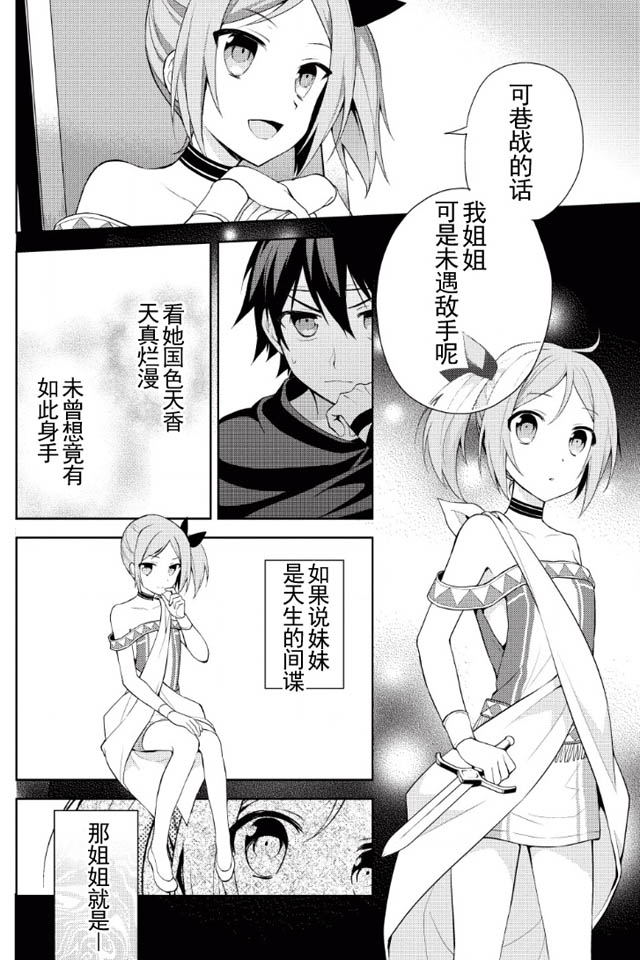 可巷战的话
我姐姐
可是未遇敌手呢
看她国色天香
天真烂漫
未曾想竟有
如此身手
如果说妹妹
是天生的间谍
那姐姐就是—